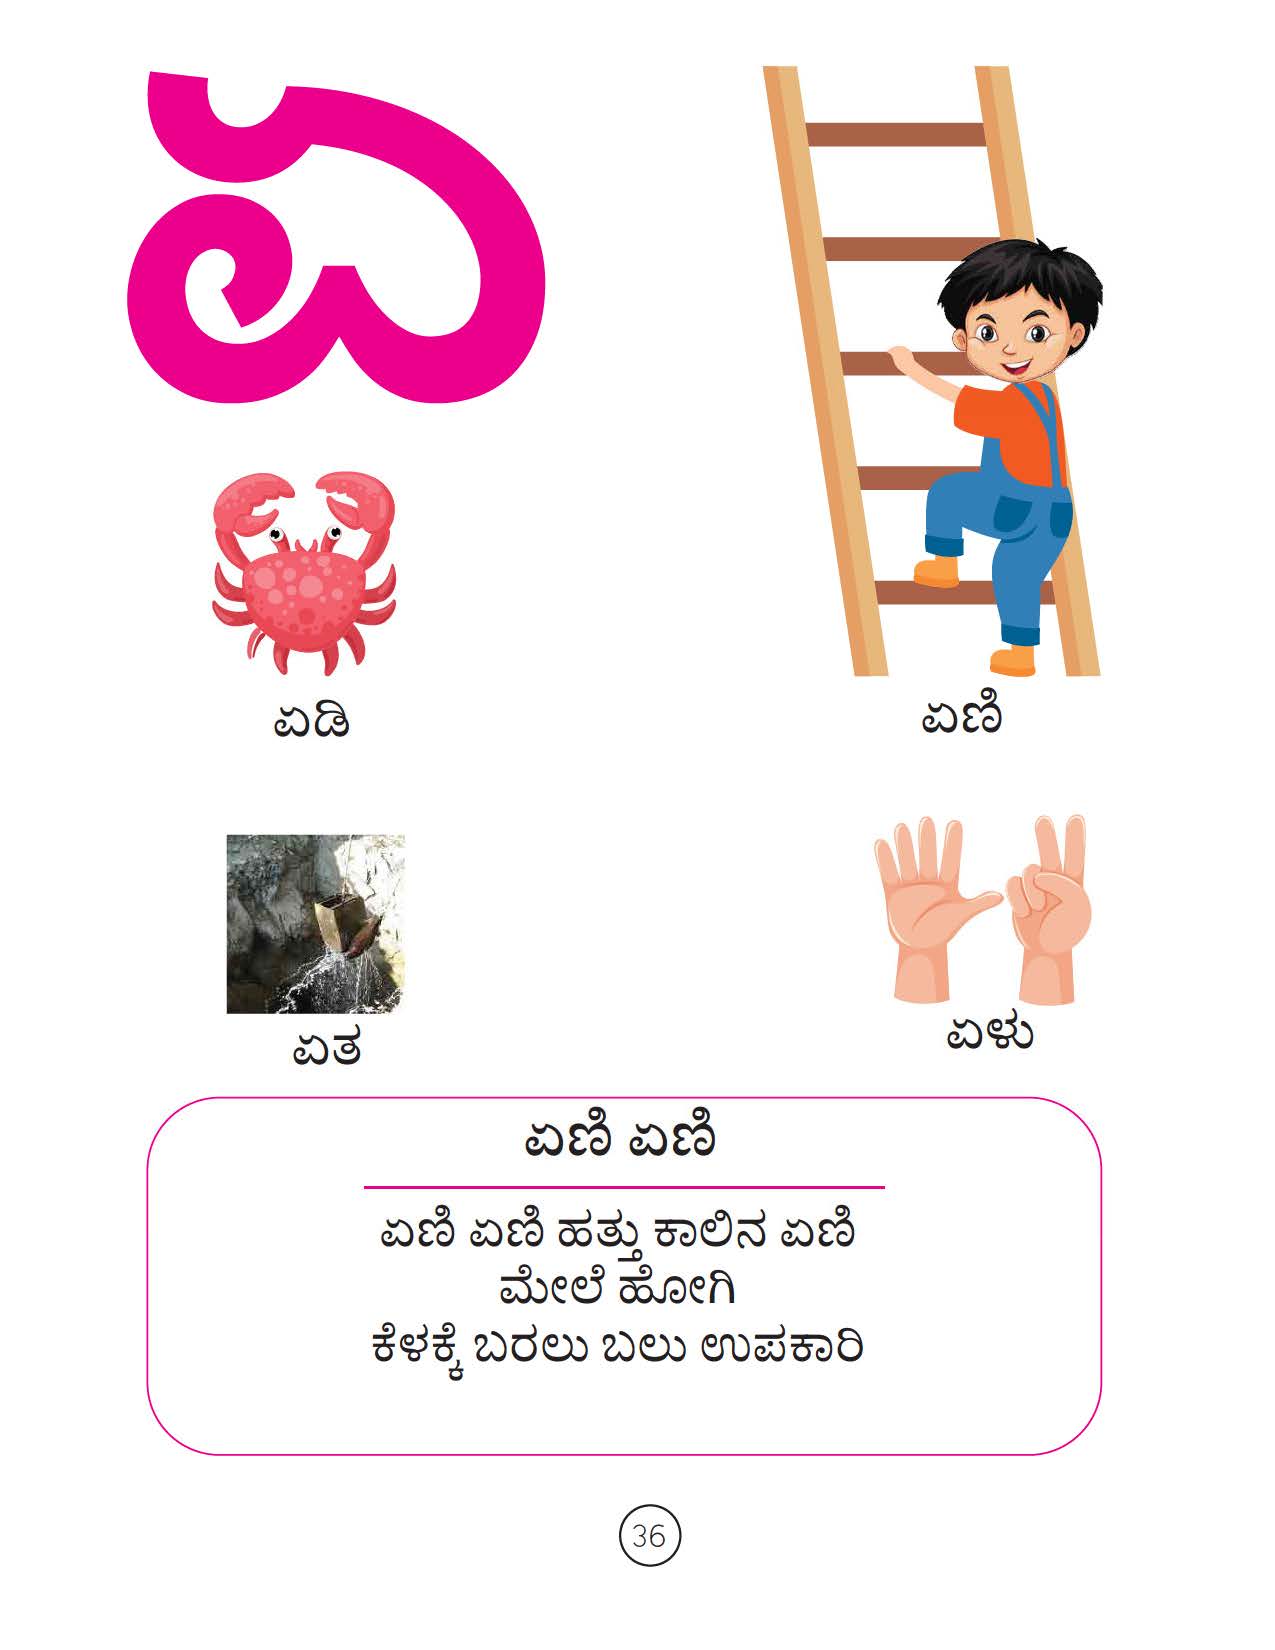 ಏ
ಏಡಿ
ಏಣಿ
ಏತ
ಏಳು
ಏಣಿ ಏಣಿ
ಏಣಿ ಏಣಿ ಹತ್ತು ಕಾಲಿನ ಏಣಿ
ಮೇಲೆ ಹೋಗಿ
ಕೆಳಕ್ಕೆ ಬರಲು ಬಲು ಉಪಕಾರಿ
36